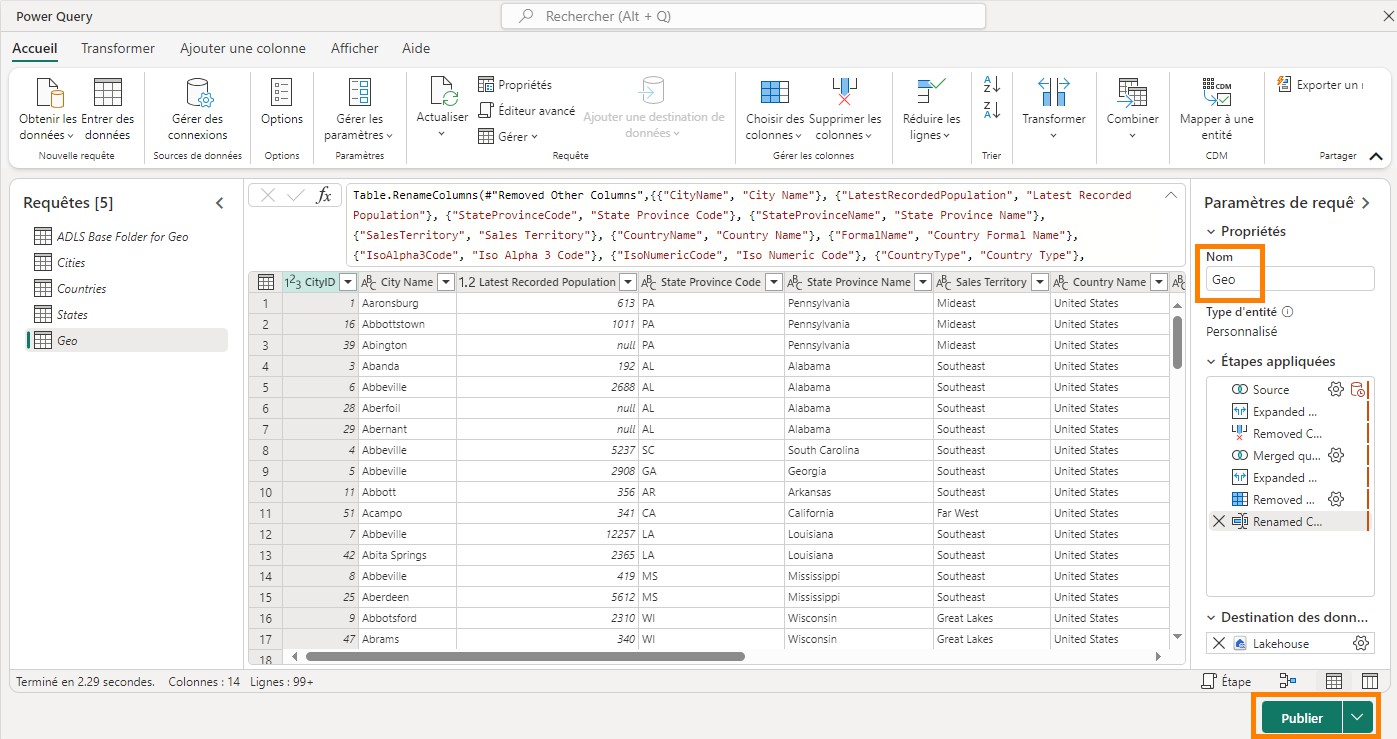 Power Query
Rechercher (Alt + Q)
Accueil Transformer Ajouter une colonne Afficher Aide
Obtenir les données
Entrer des données
Nouvelle requête
Gérer des connexions
Sources de données
Options
Options
Gérer les paramètres
Paramètres
Actualiser
Propriétés
Éditeur avancé
Gérer
Ajouter une destination de données
Requête
Choisir des colonnes
Supprimer les colonnes
Gérer les colonnes
Réduire les lignes
Trier
Transformer
Combiner
CDM
Mapper à une entité
CDM
Exporter un
Partager
Requêtes [5]
ADLS Base Folder for Geo
Cities
Countries
States
Geo
fx
Table.RenameColumns(#"Removed Other Columns",{{"CityName", "City Name"}, {"LatestRecordedPopulation", "Latest Recorded
Population"}, {"StateProvinceCode", "State Province Code"}, {"StateProvinceName", "State Province Name"},
{"SalesTerritory", "Sales Territory"}, {"CountryName", "Country Name"}, {"FormalName", "Country Formal Name"},
{"IsoAlpha3Code", "Iso Alpha 3 Code"}, {"IsoNumericCode", "Iso Numeric Code"}, {"CountryType", "Country Type"},
123 CityID ABC City Name 1.2 Latest Recorded Population ABC State Province Code ABC State Province Name ABC Sales Territory ABC Country Name
1 1 Aaronsburg 613 PA Pennsylvania Mideast United States
2 16 Abbottstown 1011 PA Pennsylvania Mideast United States
3 39 Abington null PA Pennsylvania Mideast United States
4 3 Abanda 192 AL Alabama Southeast United States
5 6 Abbeville 2688 AL Alabama Southeast United States
6 28 Aberfoil null AL Alabama Southeast United States
7 29 Abernant null AL Alabama Southeast United States
8 4 Abbeville 5237 SC South Carolina Southeast United States
9 5 Abbeville 2908 GA Georgia Southeast United States
10 11 Abbott 356 AR Arkansas Southeast United States
11 51 Acampo 341 CA California Far West United States
12 7 Abbeville 12257 LA Louisiana Southeast United States
13 42 Abita Springs 2365 LA Louisiana Southeast United States
14 8 Abbeville 419 MS Mississippi Southeast United States
15 25 Aberdeen 5612 MS Mississippi Southeast United States
16 9 Abbotsford 2310 WI Wisconsin Great Lakes United States
17 47 Abrams 340 WI Wisconsin Great Lakes United States
18
Paramètres de requê
Propriétés
Nom
Geo
Type d'entité
Personnalisé
Étapes appliquées
Source
Expanded ...
Removed C...
Merged qu...
Expanded ...
Removed ...
Renamed C...
Destination des donn...
Lakehouse
Terminé en 2.29 secondes. Colonnes : 14 Lignes : 99+
Étape
Publier